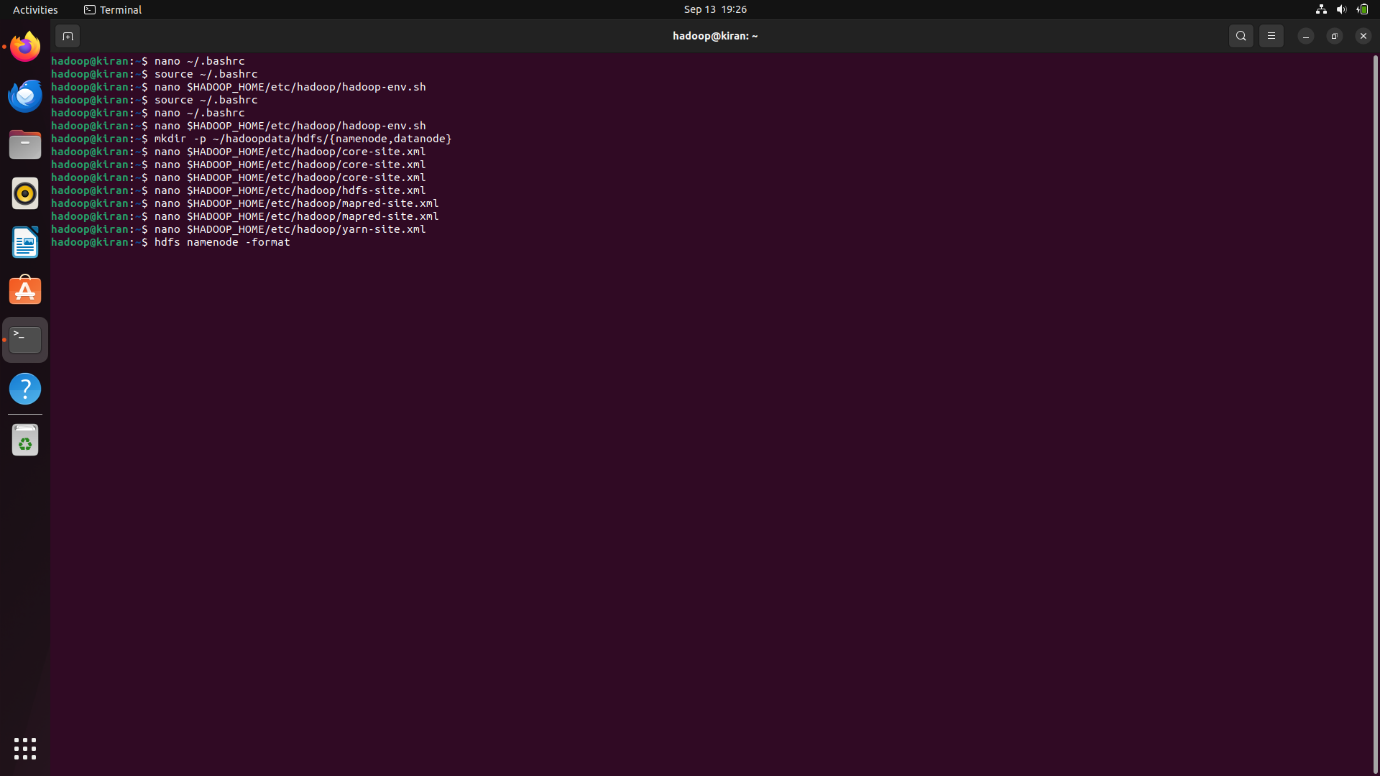 Activities
Terminal
Sep 13 19:26
hadoop@kiran: ~
hadoop@kiran:~$ nano ~/.bashrc
hadoop@kiran:~$ source ~/.bashrc
hadoop@kiran:~$ nano $HADOOP_HOME/etc/hadoop/hadoop-env.sh
hadoop@kiran:~$ source ~/.bashrc
hadoop@kiran:~$ nano ~/.bashrc
hadoop@kiran:~$ nano $HADOOP_HOME/etc/hadoop/hadoop-env.sh
hadoop@kiran:~$ mkdir -p ~/hadoopdata/hdfs/{namenode,datanode}
hadoop@kiran:~$ nano $HADOOP_HOME/etc/hadoop/core-site.xml
hadoop@kiran:~$ nano $HADOOP_HOME/etc/hadoop/core-site.xml
hadoop@kiran:~$ nano $HADOOP_HOME/etc/hadoop/core-site.xml
hadoop@kiran:~$ nano $HADOOP_HOME/etc/hadoop/hdfs-site.xml
hadoop@kiran:~$ nano $HADOOP_HOME/etc/hadoop/mapred-site.xml
hadoop@kiran:~$ nano $HADOOP_HOME/etc/hadoop/mapred-site.xml
hadoop@kiran:~$ nano $HADOOP_HOME/etc/hadoop/yarn-site.xml
hadoop@kiran:~$ hdfs namenode -format